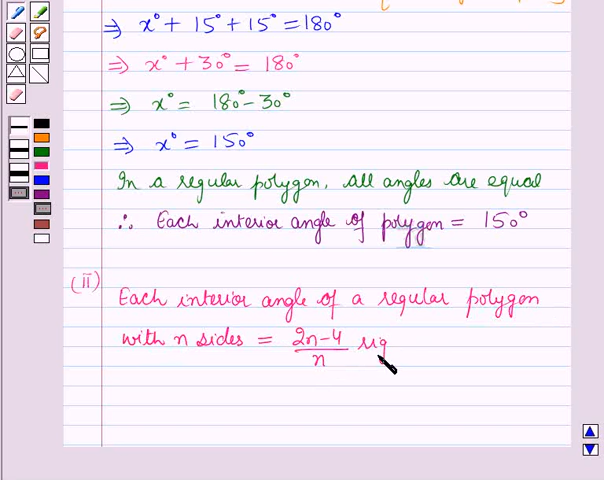 ⇒ x° + 15° + 15° = 180°
⇒ x° + 30° = 180°
⇒ x° = 180° - 30°
⇒ x° = 150°
In a regular polygon, all angles are equal
∴ Each interior angle of polygon = 150°
(ii) Each interior angle of a regular polygon
with n sides = (2n-4)/n